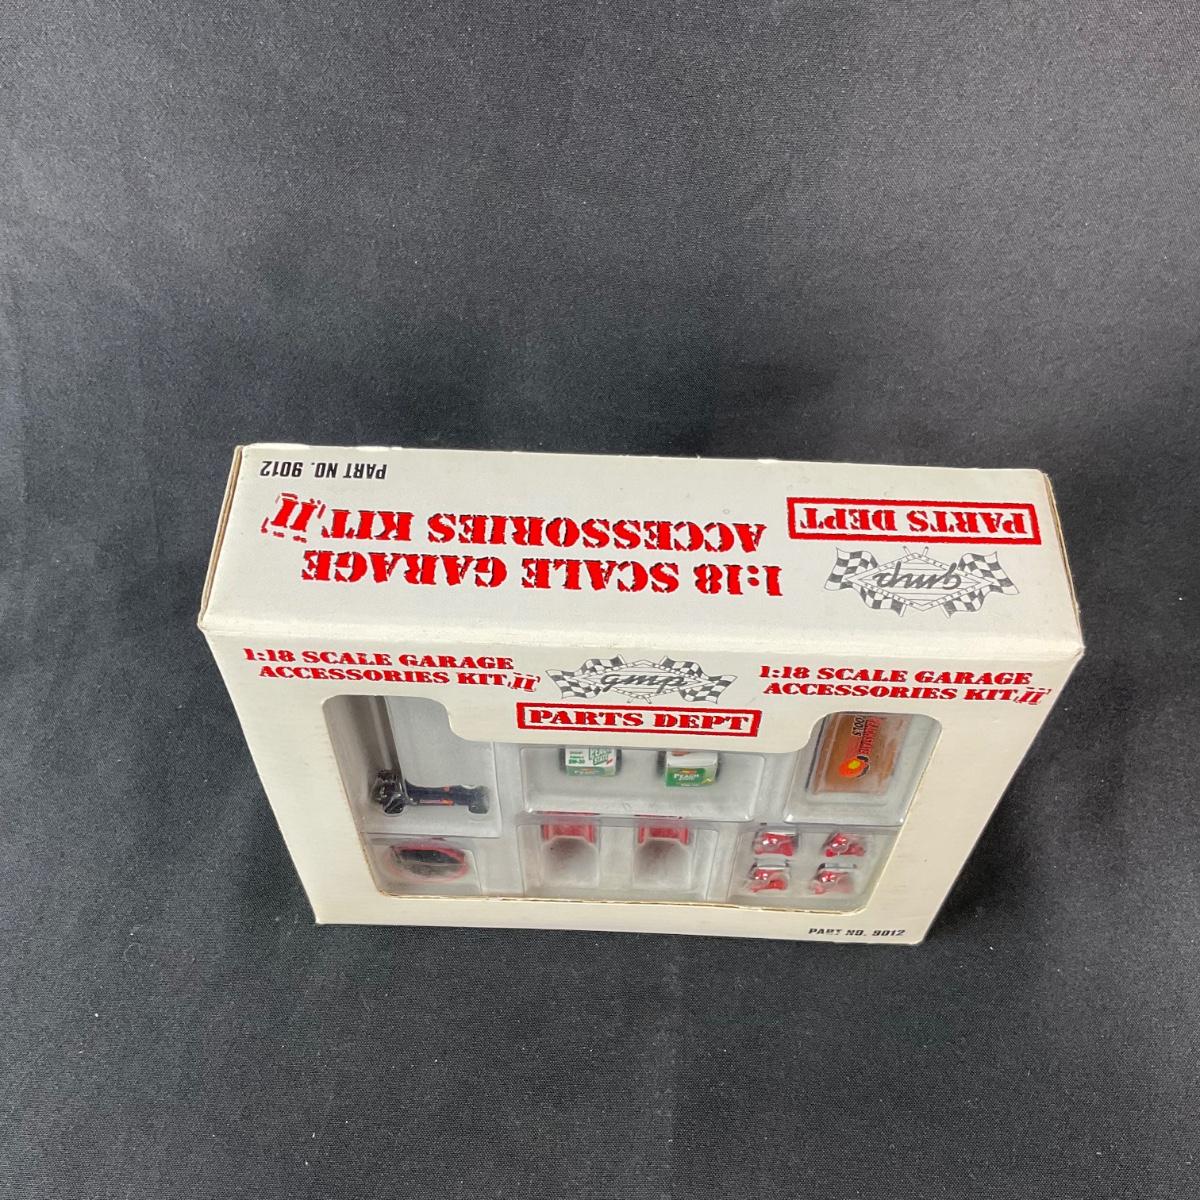 PART NO. 9012
PARTS DEPT
gmp
1:18 SCALE GARAGE
ACCESSORIES KIT II
1:18 SCALE GARAGE
ACCESSORIES KIT II
gmp
PARTS DEPT
1:18 SCALE GARAGE
ACCESSORIES KIT II
PEACH
PART NO. 9012